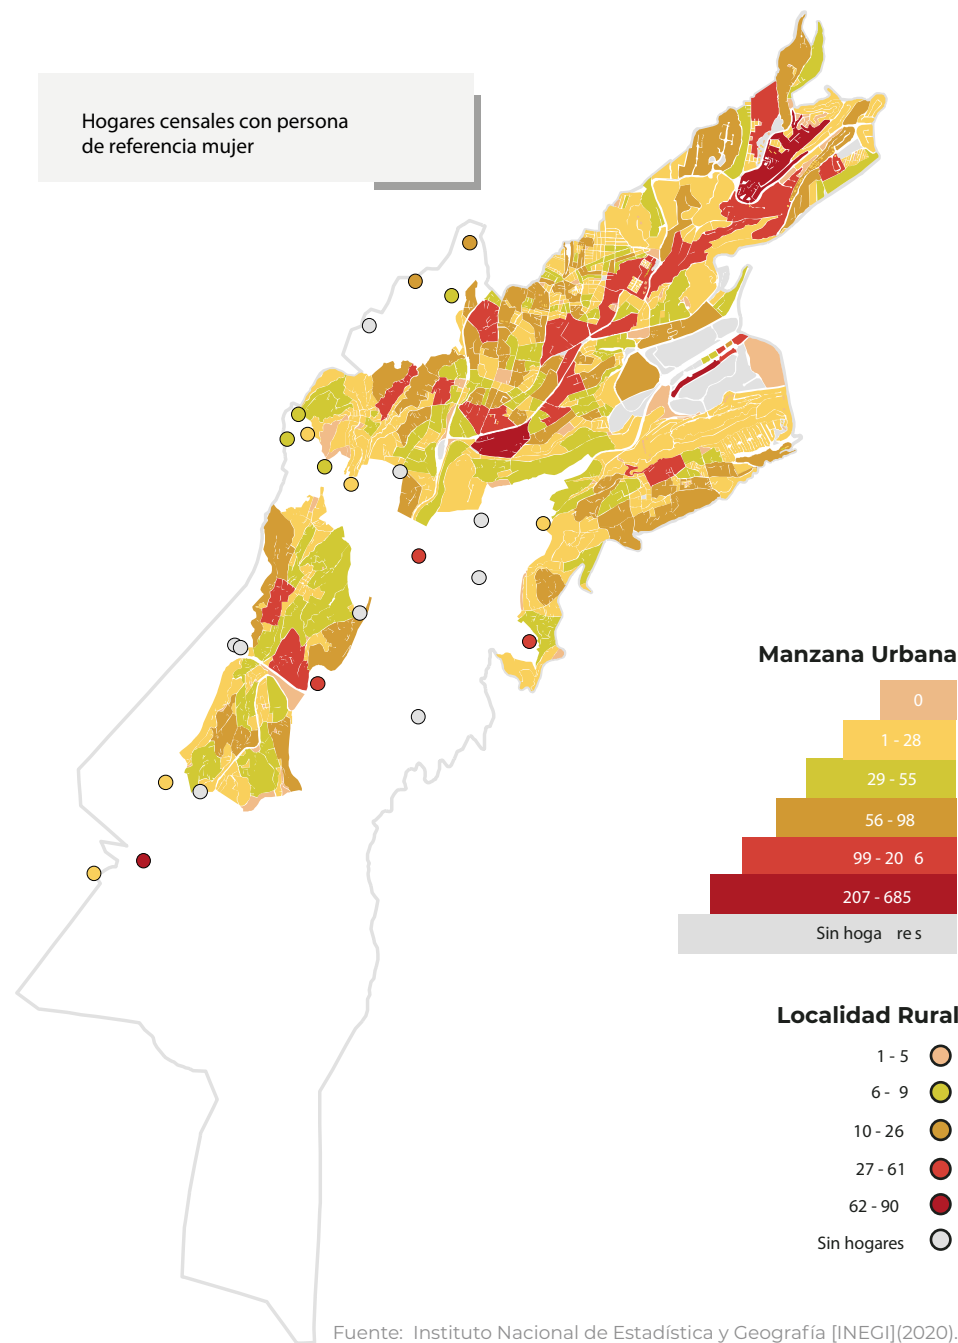 Hogares censales con persona
de referencia mujer
Manzana Urbana
0
1 - 28
29 - 55
56 - 98
99 - 20 6
207 - 685
Sin hoga re s
Localidad Rural
1 - 5
6 - 9
10 - 26
27 - 61
62 - 90
Sin hogares
Fuente: Instituto Nacional de Estadística y Geografía [INEGI](2020).